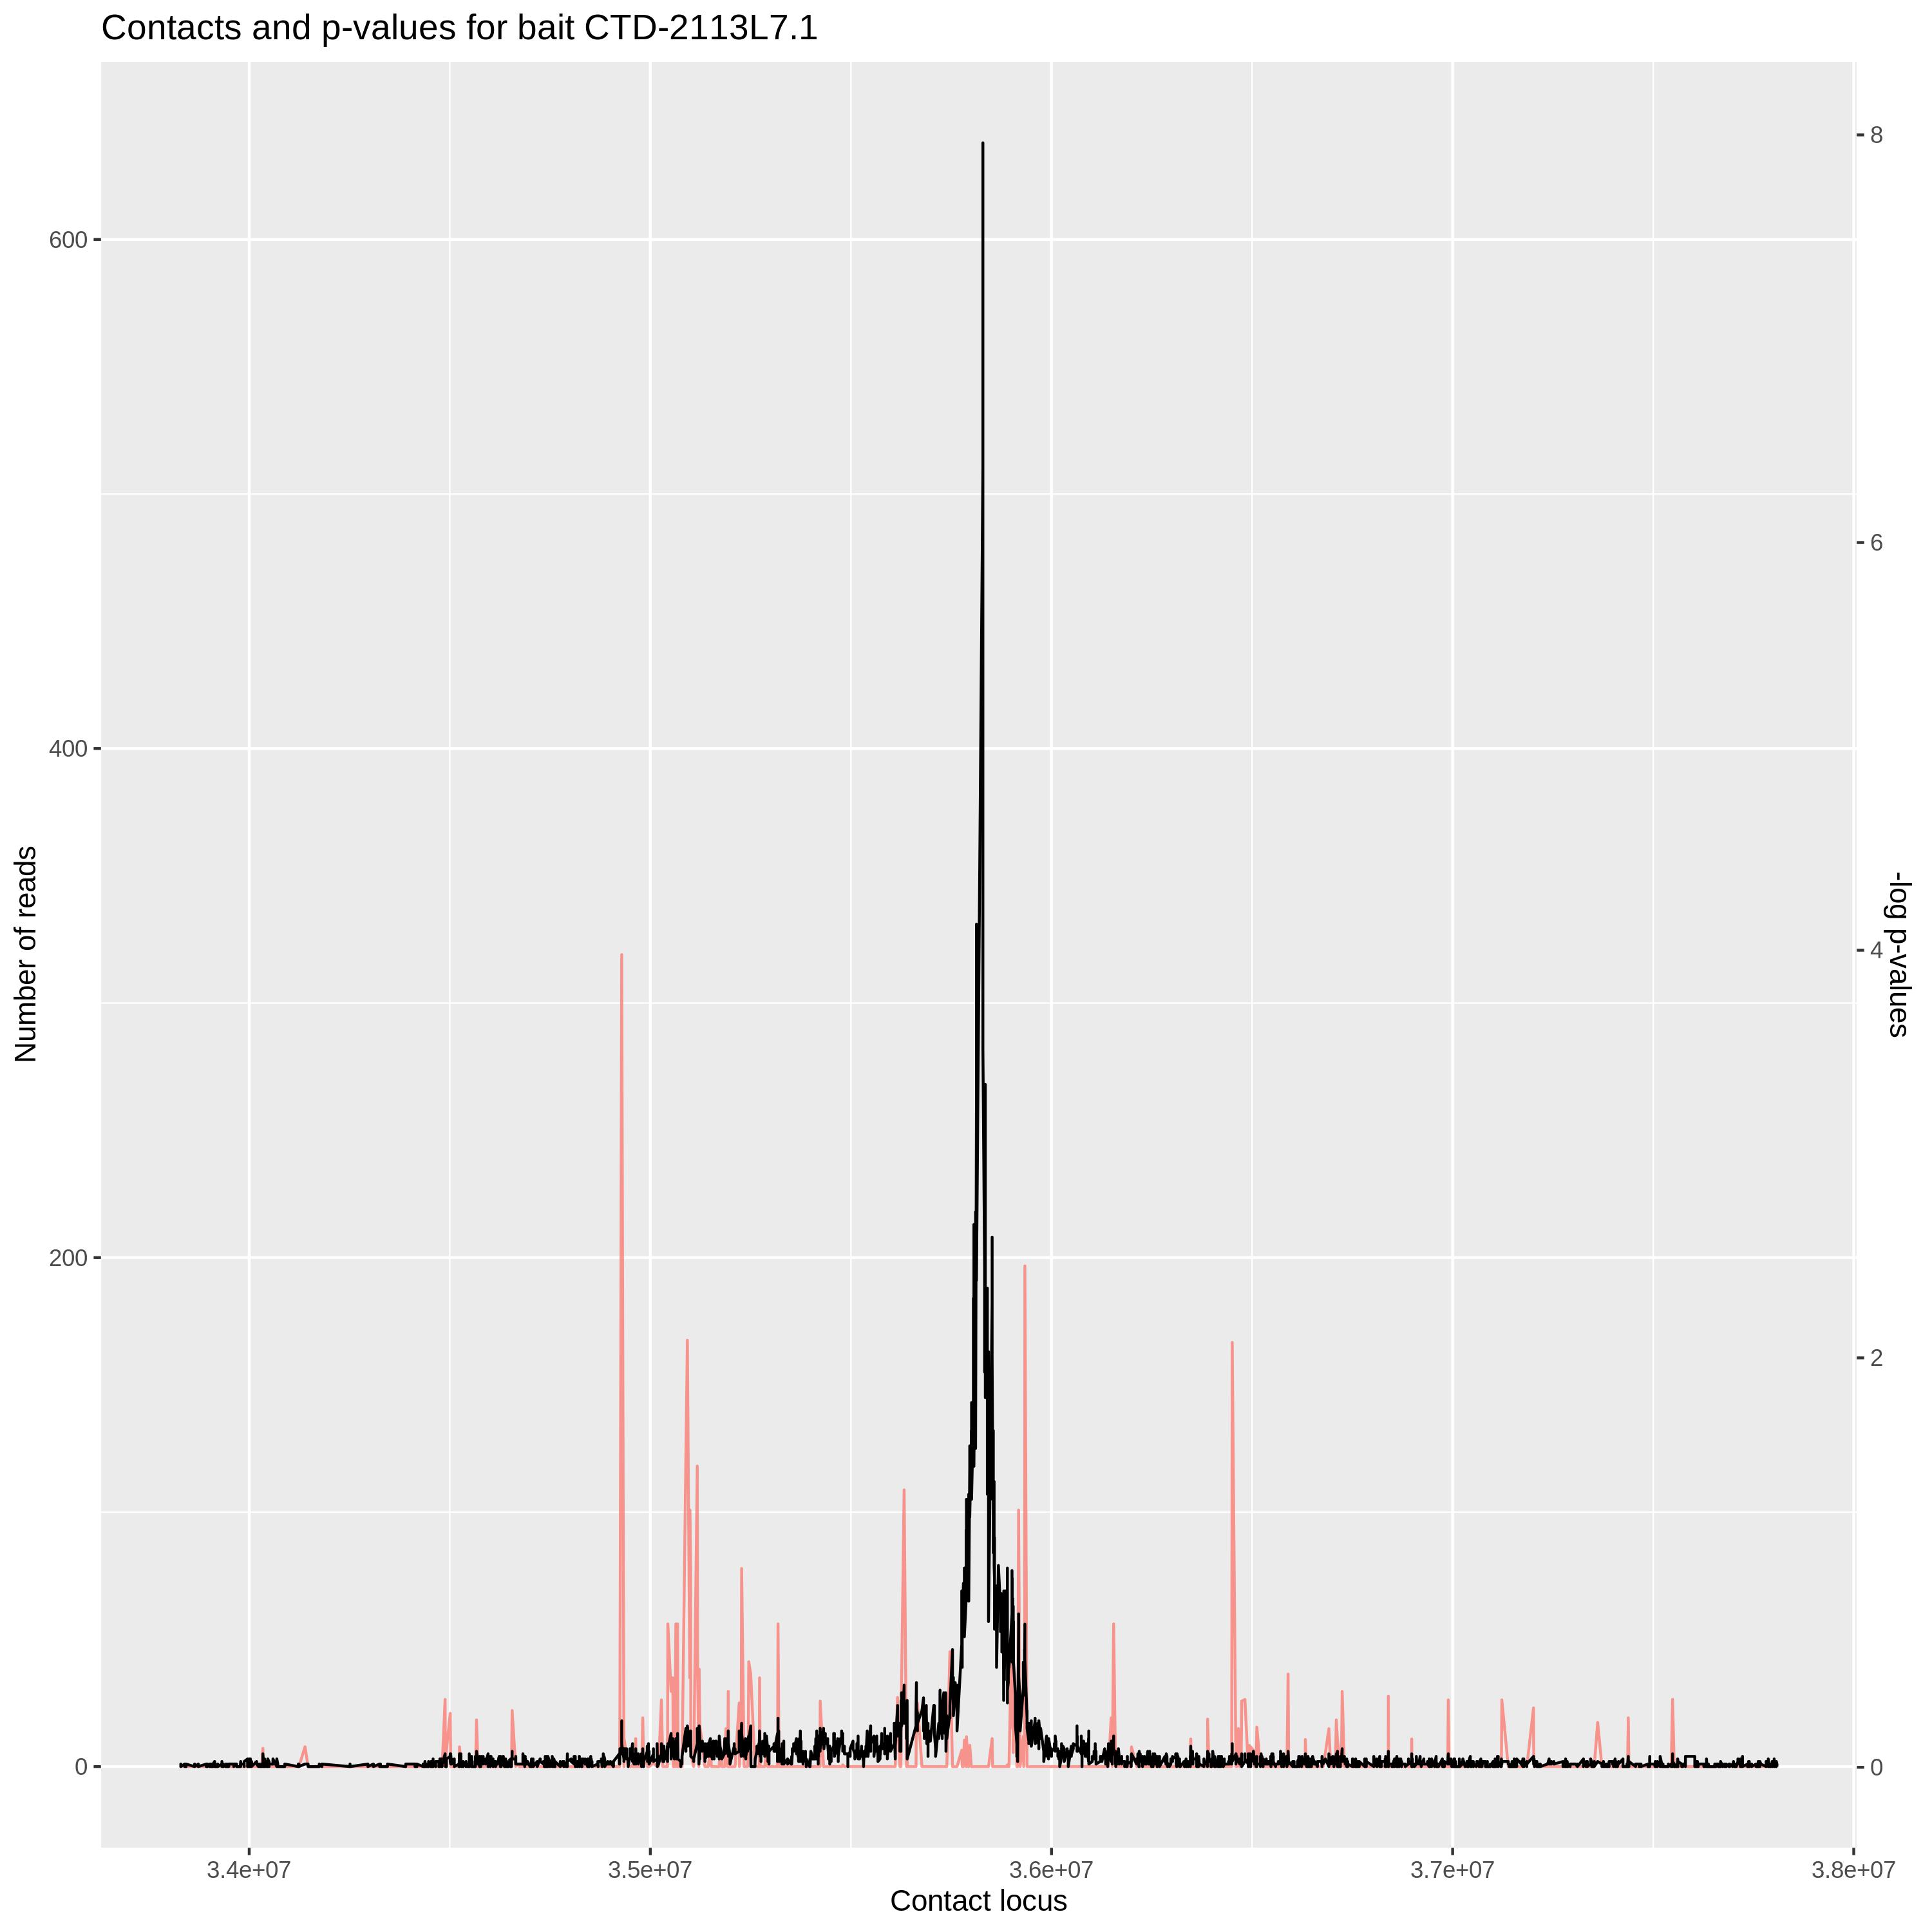 Contacts and p-values for bait CTD-2113L7.1
Number of reads
600
400
200
0
8
6
4
2
0
-log p-values
3.4e+07 3.5e+07 3.6e+07 3.7e+07 3.8e+07
Contact locus